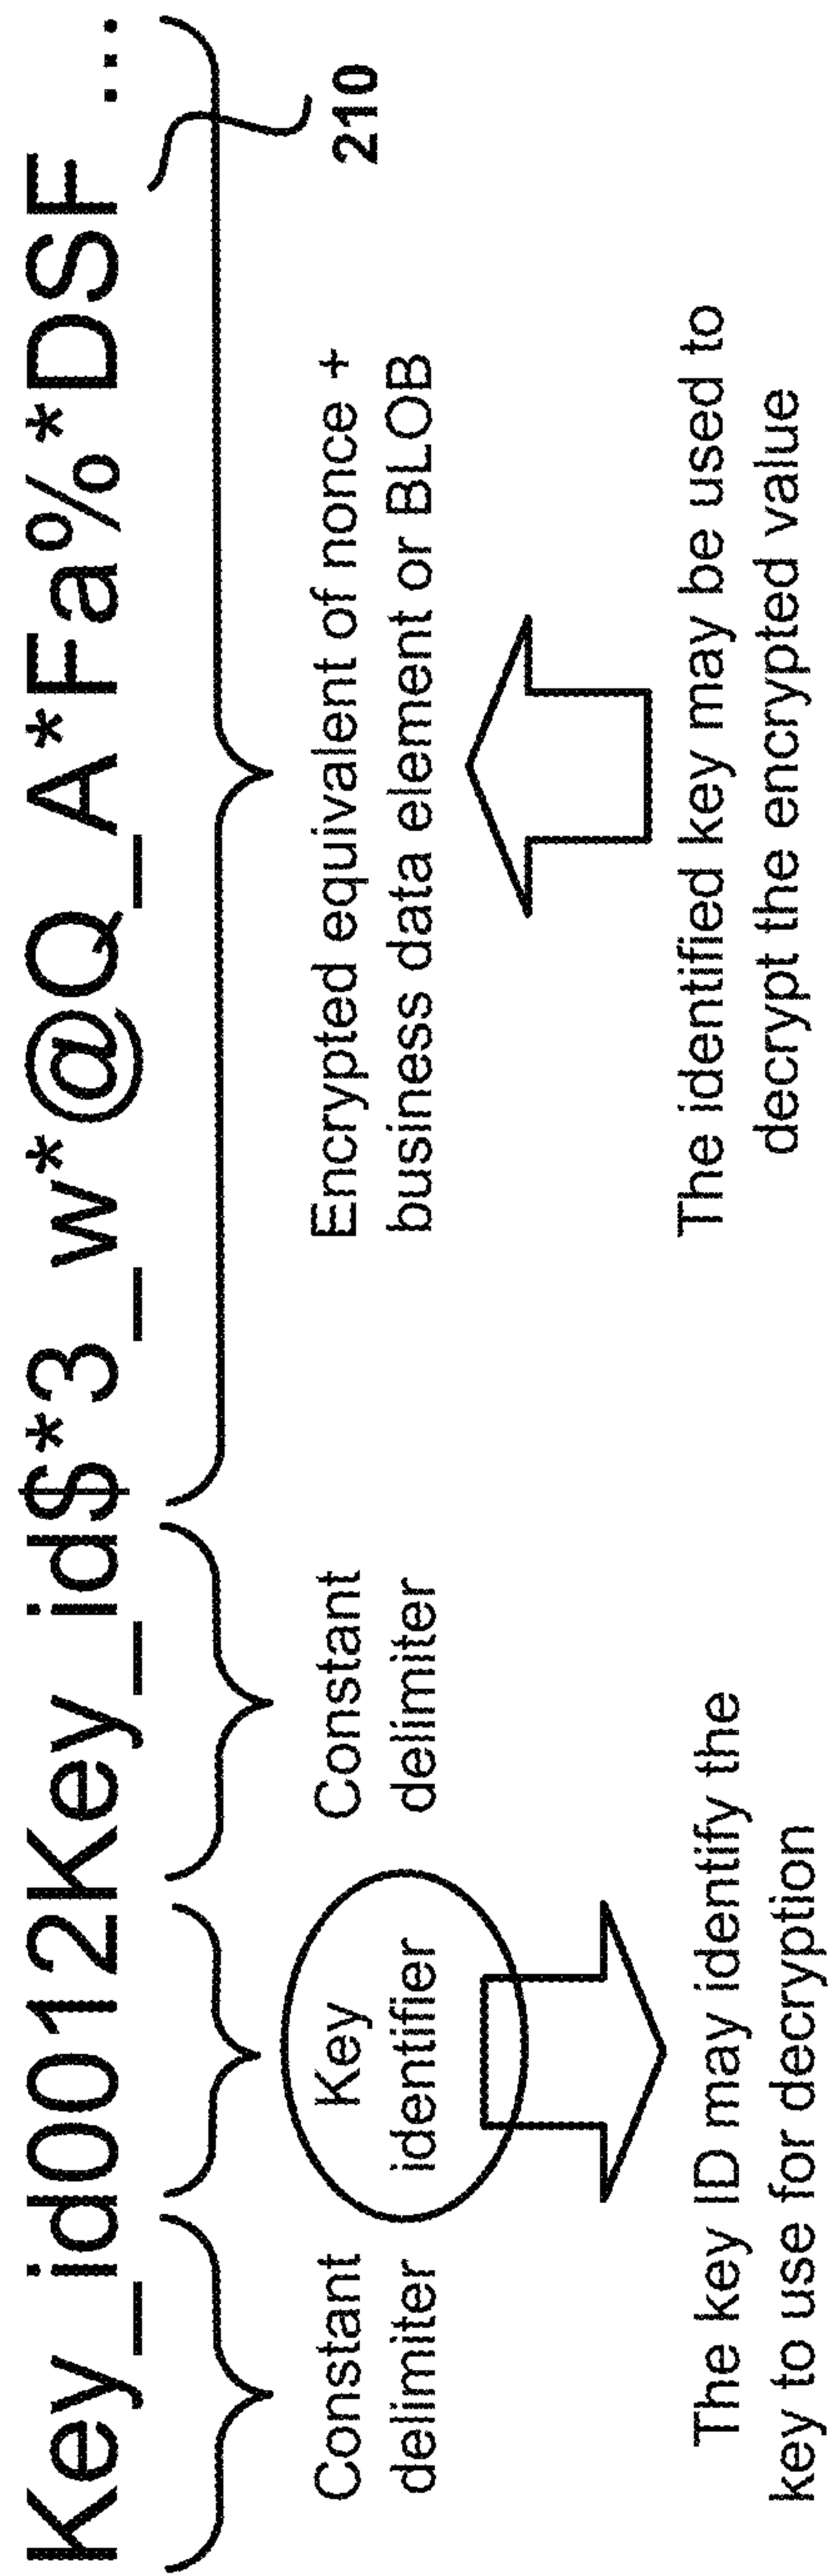 Key_id0012Key_id$*3_w*@Q_A*Fa%*DSF ...
210
Constant
delimiter
Key
identifier
Constant
delimiter
Encrypted equivalent of nonce +
business data element or BLOB
The key ID may identify the
key to use for decryption
The identified key may be used to
decrypt the encrypted value